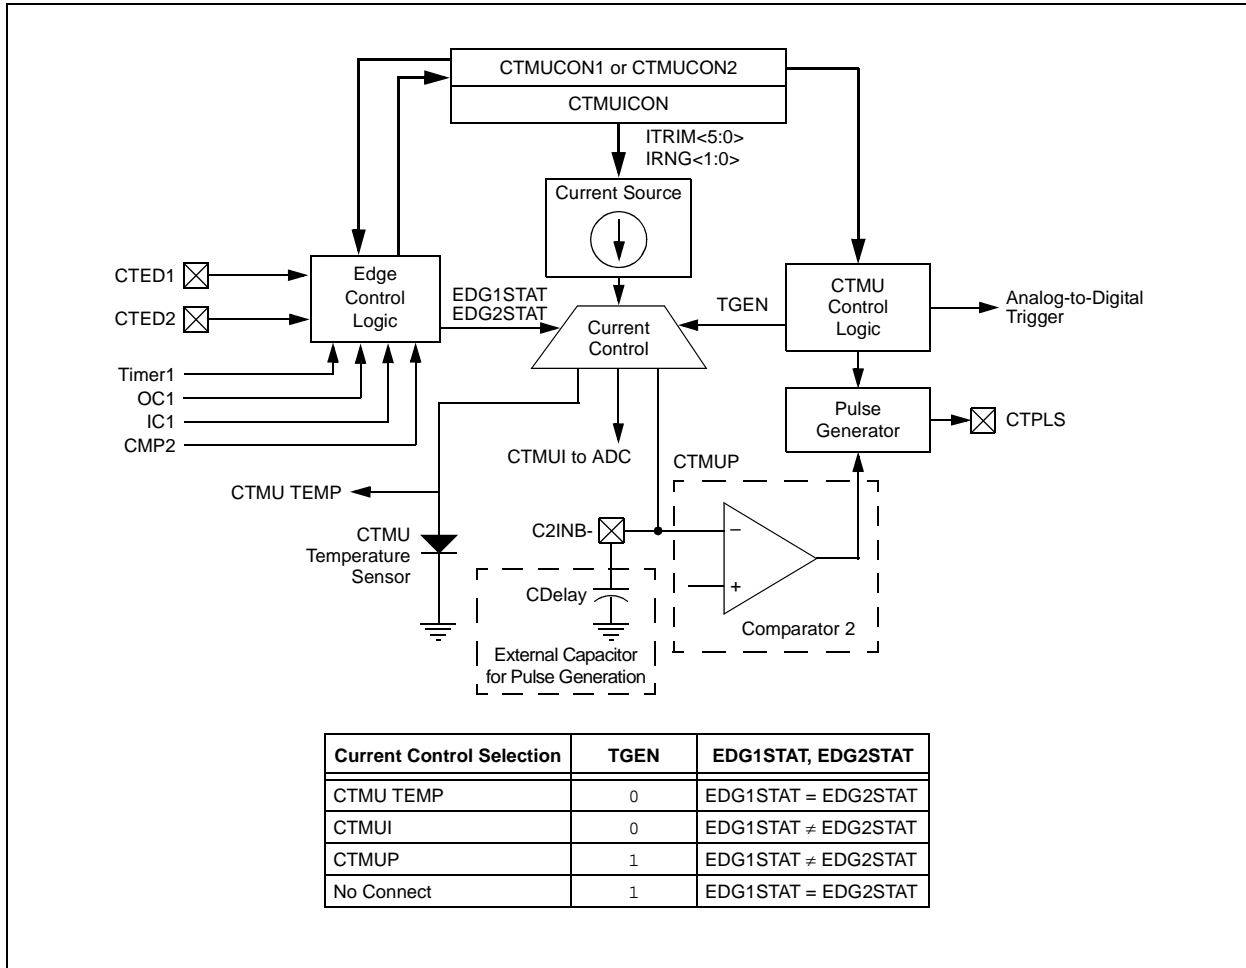 CTMUCON1 or CTMUCON2
CTMUICON
ITRIM<5:0>
IRNG<1:0>
Current Source
CTED1
CTED2
Edge
Control
Logic
EDG1STAT
EDG2STAT
Current
Control
TGEN
CTMU
Control
Logic
Analog-to-Digital
Trigger
Timer1
OC1
IC1
CMP2
Pulse
Generator
CTPLS
CTMUI to ADC
CTMUP
CTMU TEMP
C2INB-
CTMU
Temperature
Sensor
–
+
CDelay
Comparator 2
External Capacitor
for Pulse Generation
Current Control Selection TGEN EDG1STAT, EDG2STAT
CTMU TEMP 0 EDG1STAT = EDG2STAT
CTMUI 0 EDG1STAT ≠ EDG2STAT
CTMUP 1 EDG1STAT ≠ EDG2STAT
No Connect 1 EDG1STAT = EDG2STAT